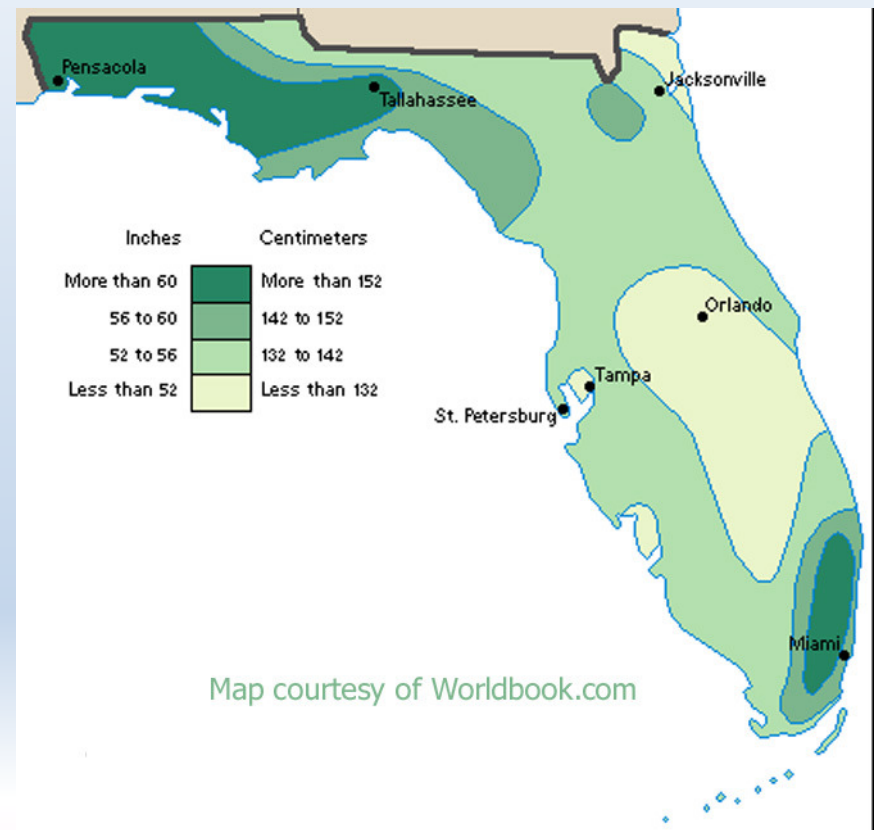 Pensacola
Tallahassee
Jacksonville
Inches Centimeters
More than 60 More than 152
56 to 60 142 to 152
52 to 56 132 to 142
Less than 52 Less than 132
Orlando
Tampa
St. Petersburg
Miami
Map courtesy of Worldbook.com